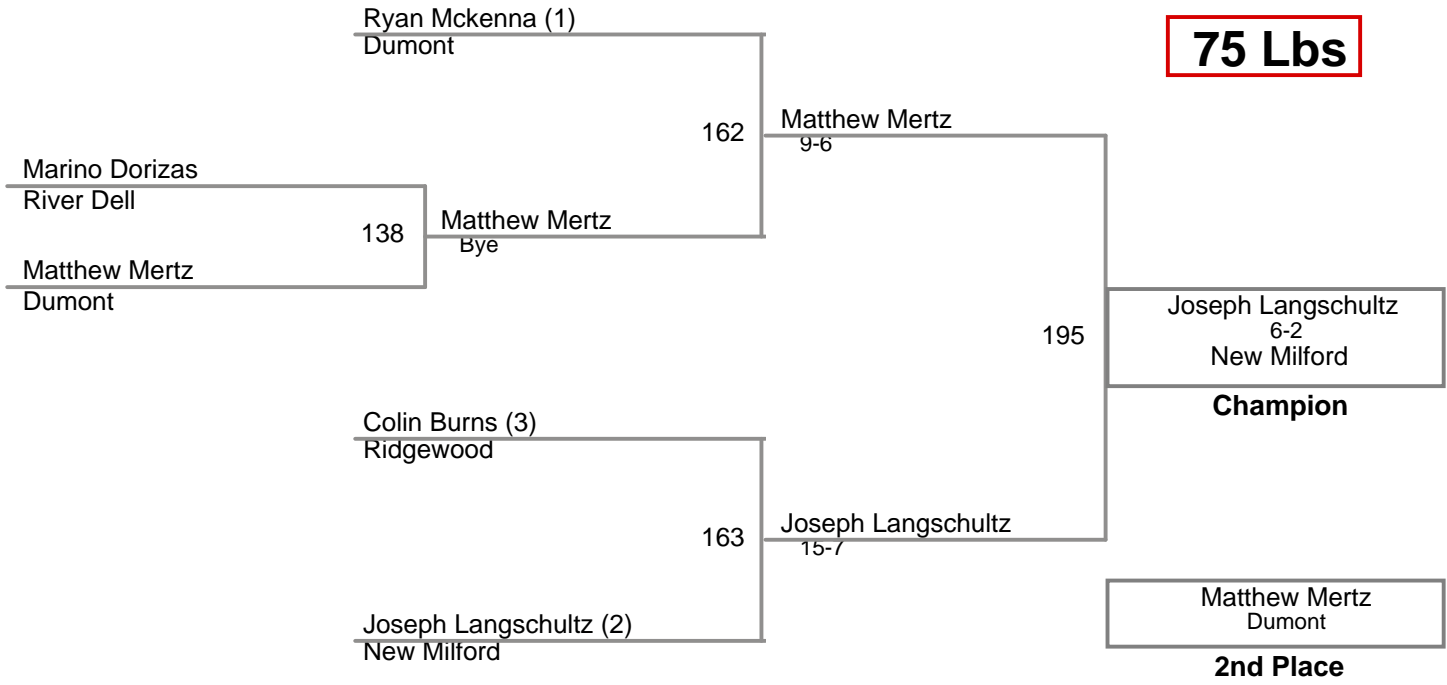 Ryan Mckenna (1)
Dumont
75 Lbs
162
Matthew Mertz
9-6
Marino Dorizas
River Dell
138
Matthew Mertz
Bye
Matthew Mertz
Dumont
195
Joseph Langschultz
6-2
New Milford
Champion
Colin Burns (3)
Ridgewood
163
Joseph Langschultz
15-7
Joseph Langschultz (2)
New Milford
Matthew Mertz
Dumont
2nd Place